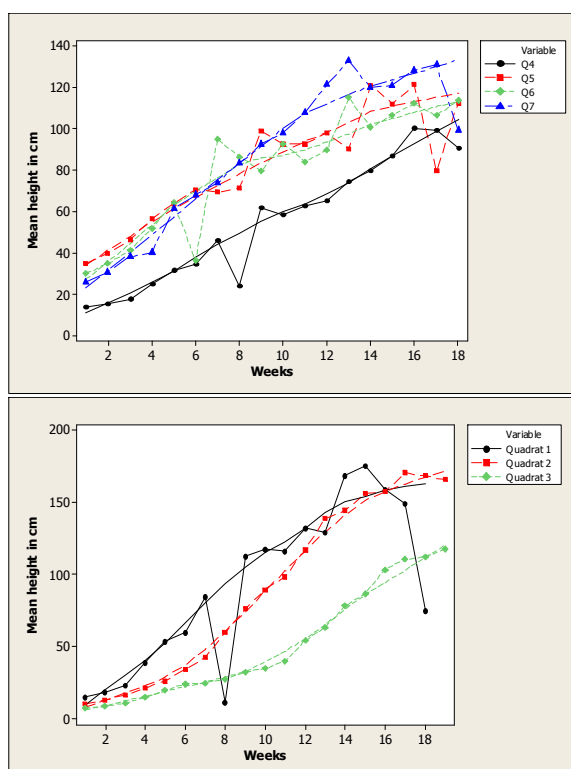 140
120
100
80
60
40
20
0
Mean height in cm
2 4 6 8 10 12 14 16 18
Weeks
Variable
Q4
Q5
Q6
Q7
200
150
100
50
0
Mean height in cm
2 4 6 8 10 12 14 16 18
Weeks
Variable
Quadrat 1
Quadrat 2
Quadrat 3